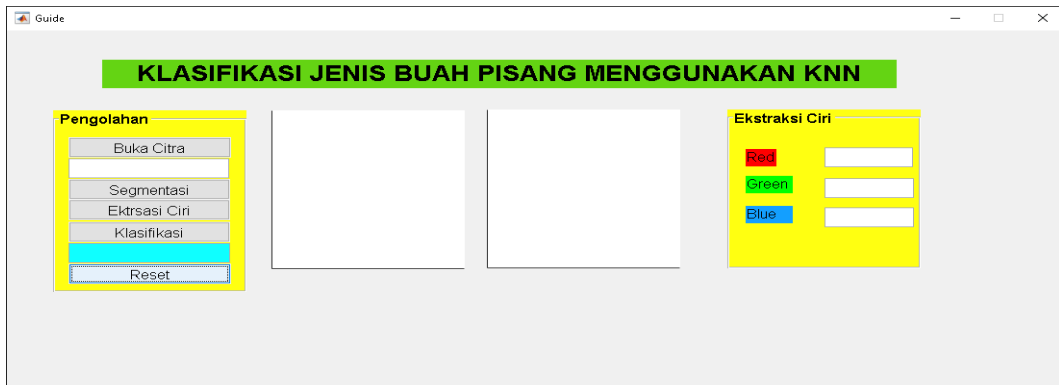 Guide
KLASIFIKASI JENIS BUAH PISANG MENGGUNAKAN KNN
Pengolahan
Buka Citra
Segmentasi
Ektrsasi Ciri
Klasifikasi
Reset
Ekstraksi Ciri
Red
Green
Blue